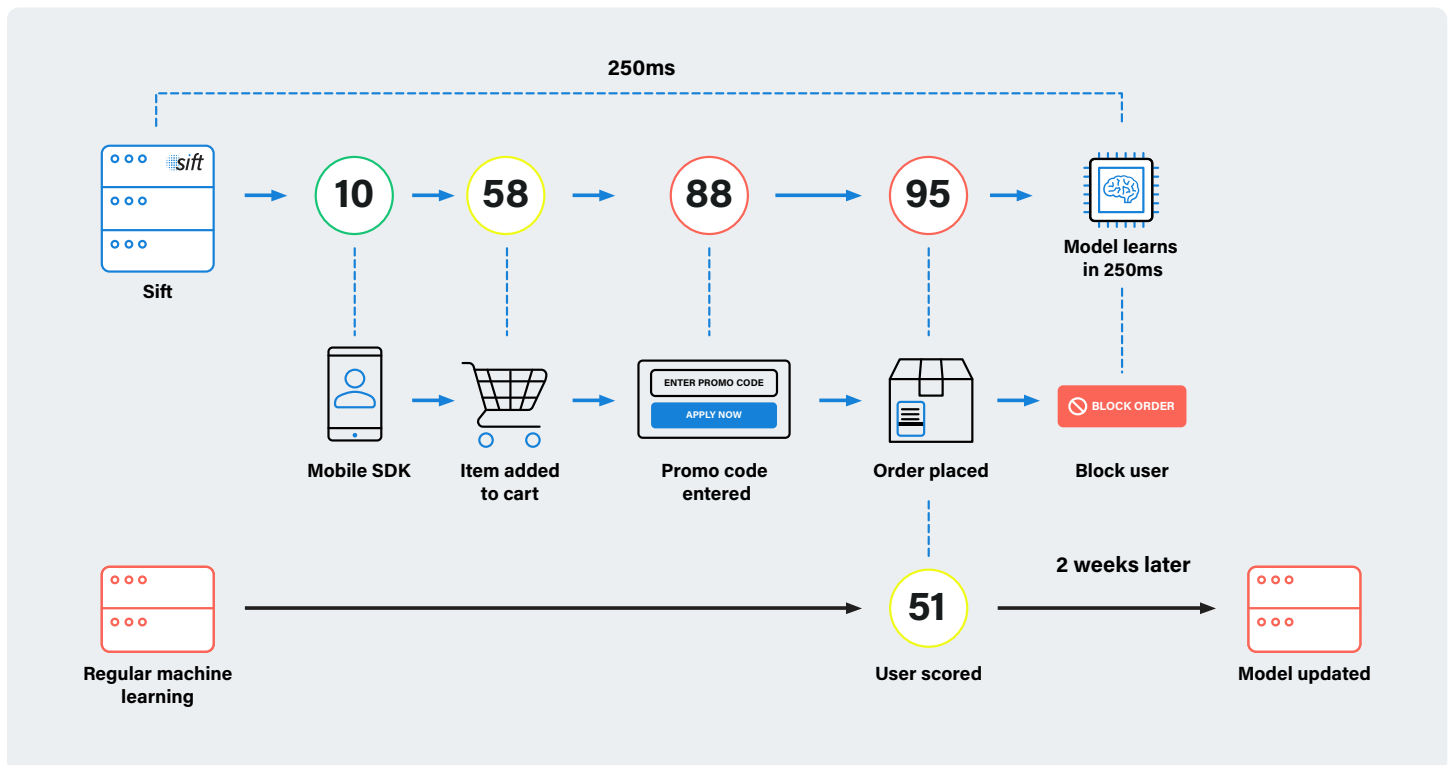 250ms
sift
10
58
88
95
Sift
Model learns
in 250ms
ENTER PROMO CODE
APPLY NOW
BLOCK ORDER
Mobile SDK
Item added
to cart
Promo code
entered
Order placed
Block user
2 weeks later
51
Regular machine
learning
User scored
Model updated